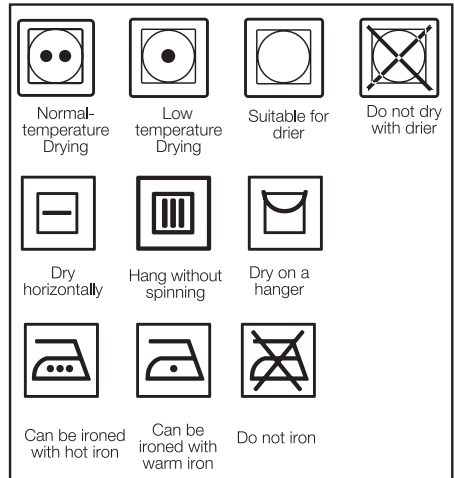 Normal-
temperature
Drying
Low
temperature
Drying
Suitable for
drier
Do not dry
with drier
Dry
horizontally
Hang without
spinning
Dry on a
hanger
Can be ironed
with hot iron
Can be
ironed with
warm iron
Do not iron